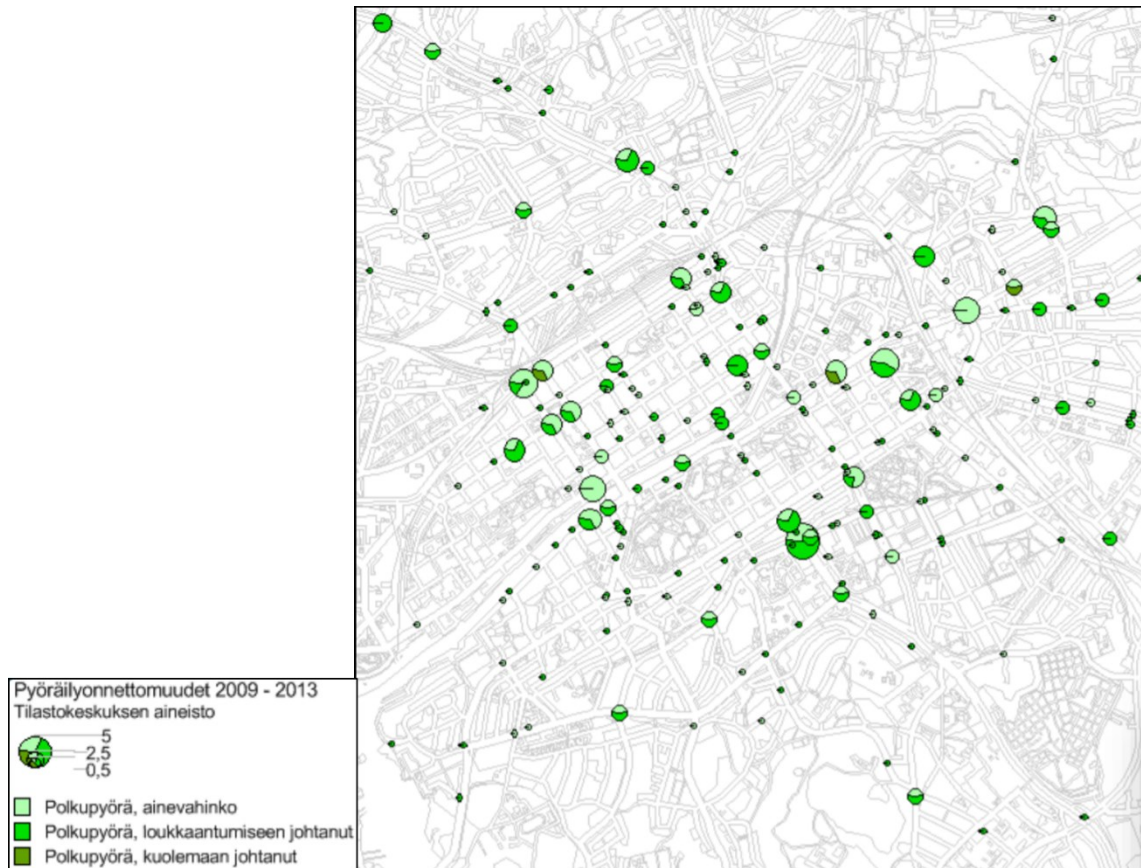 Pyöräilyonnettomuudet 2009 - 2013
Tilastokeskuksen aineisto
5
2,5
0,5
Polkupyörä, ainevahinko
Polkupyörä, loukkaantumiseen johtanut
Polkupyörä, kuolemaan johtanut